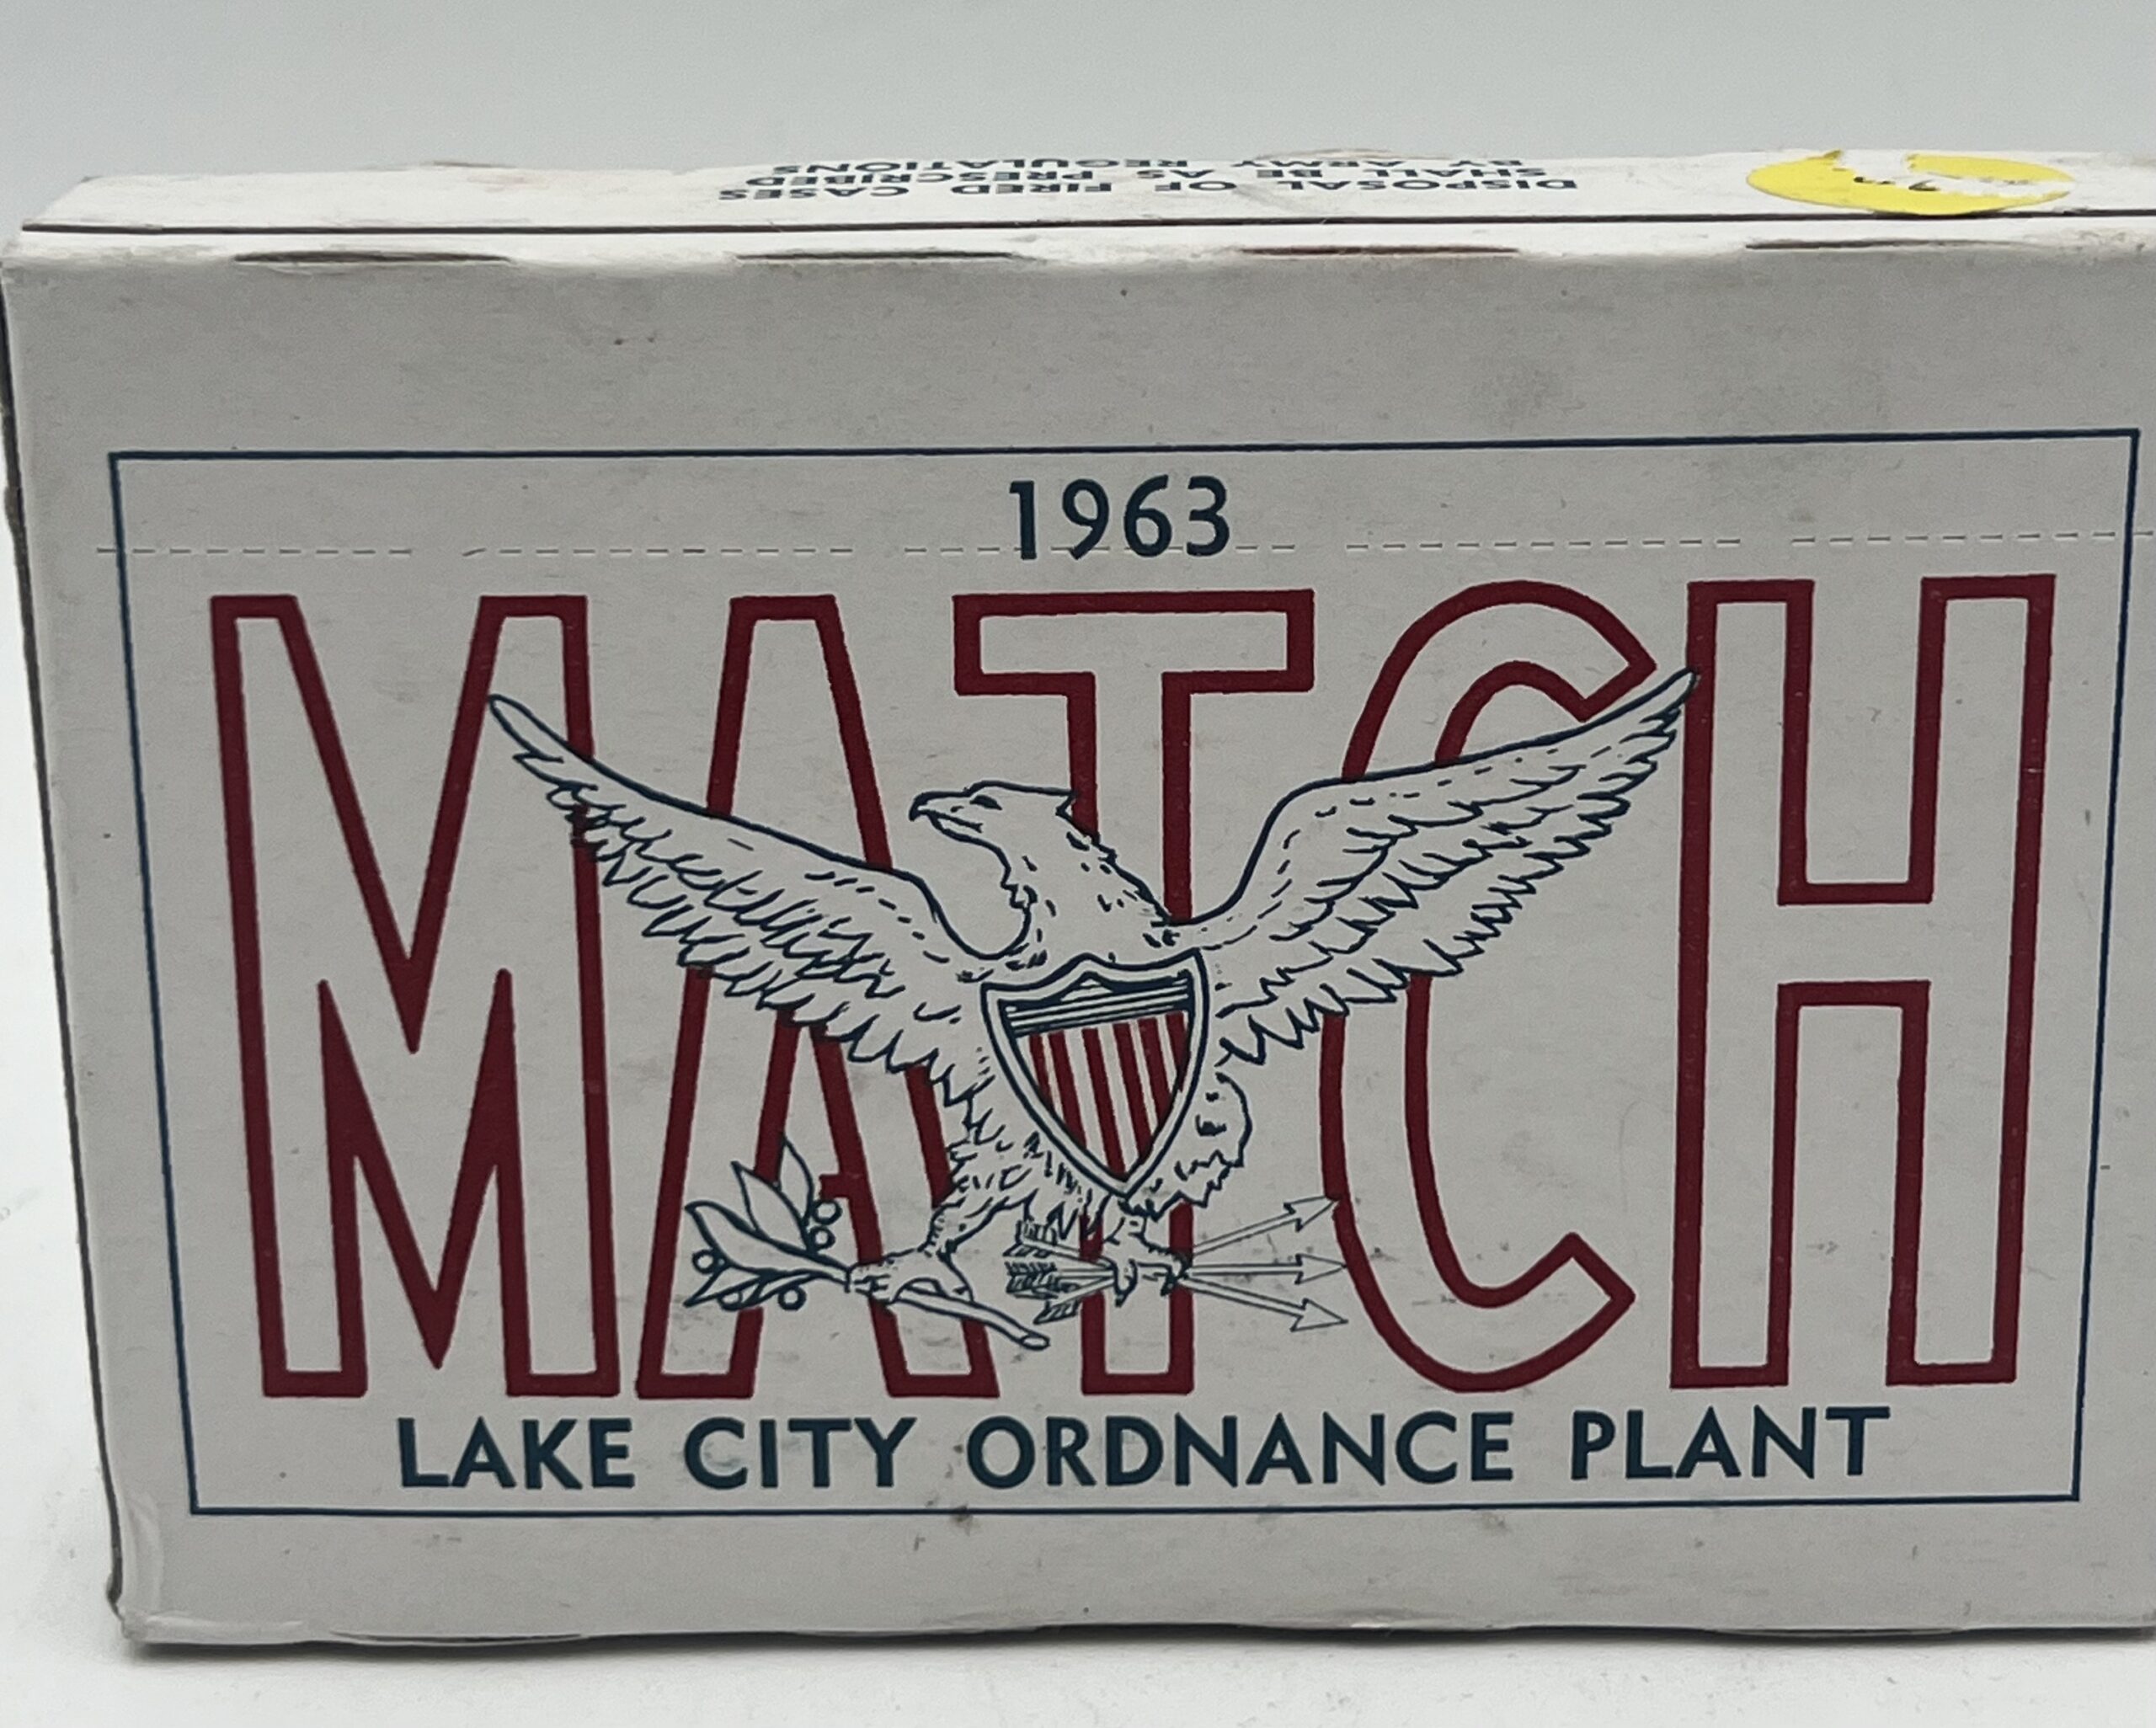 DISPOSAL OF FIRED CASES
SHALL BE AS PRESCRIBED
BY ARMY REGULATIONS
1963
MATCH
LAKE CITY ORDNANCE PLANT